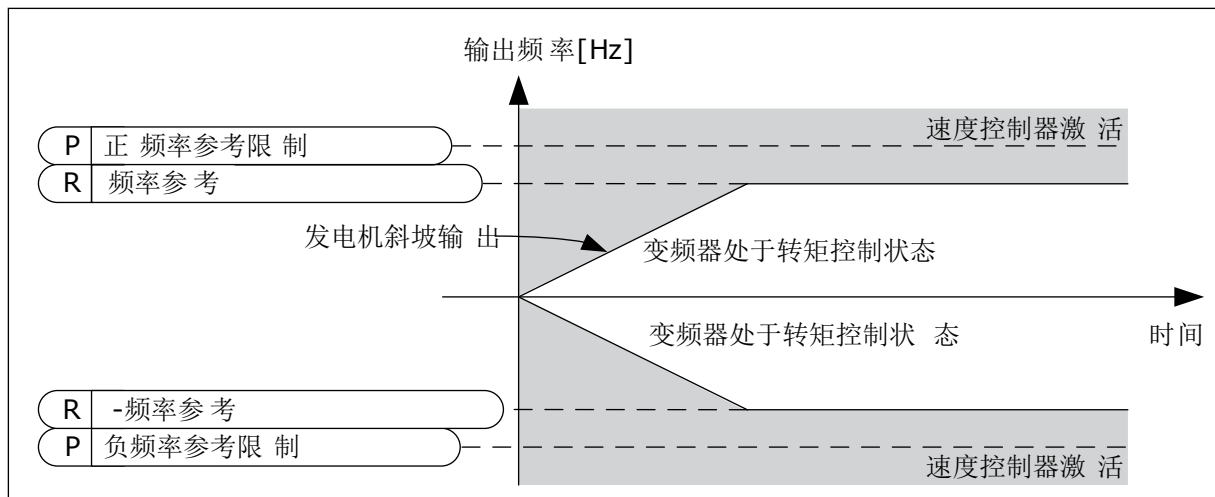 输出频率[Hz]
速度控制器激活
P 正频率参考限制
R 频率参考
发电机斜坡输出
变频器处于转矩控制状态
变频器处于转矩控制状态
时间
R -频率参考
P 负频率参考限制
速度控制器激活